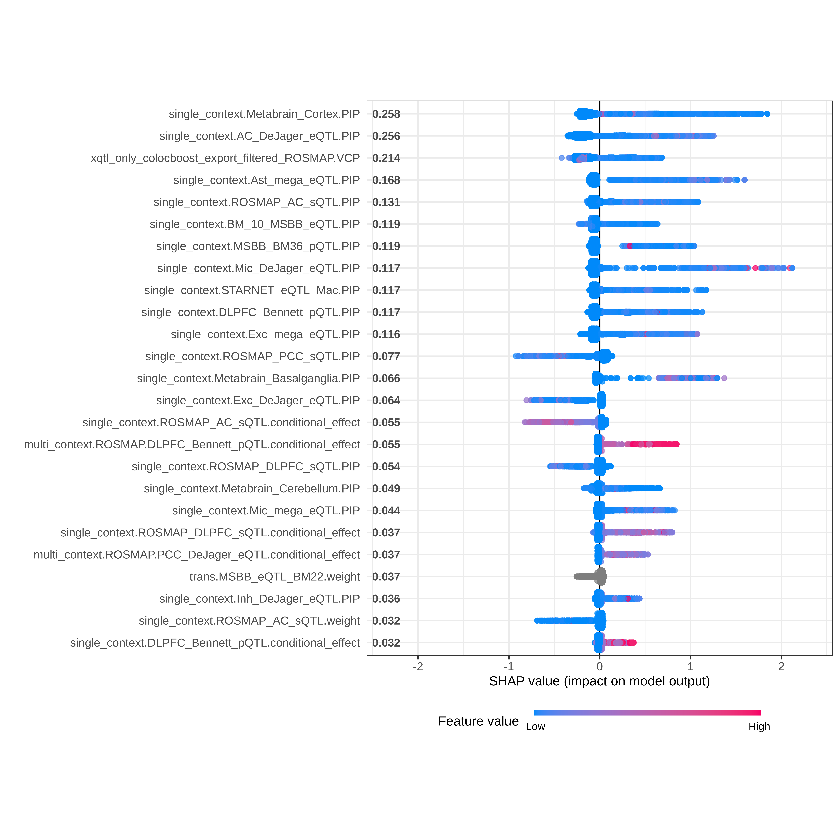 single_context.Metabrain_Cortex.PIP 0.258
single_context.AC_DeJager_eQTL.PIP 0.256
xqtl_only_colocboost_export_filtered_ROSMAP.VCP 0.214
single_context.Ast_mega_eQTL.PIP 0.168
single_context.ROSMAP_AC_sQTL.PIP 0.131
single_context.BM_10_MSBB_eQTL.PIP 0.119
single_context.MSBB_BM36_pQTL.PIP 0.119
single_context.Mic_DeJager_eQTL.PIP 0.117
single_context.STARNET_eQTL_Mac.PIP 0.117
single_context.DLPFC_Bennett_pQTL.PIP 0.117
single_context.Exc_mega_eQTL.PIP 0.116
single_context.ROSMAP_PCC_sQTL.PIP 0.077
single_context.Metabrain_Basalganglia.PIP 0.066
single_context.Exc_DeJager_eQTL.PIP 0.064
single_context.ROSMAP_AC_sQTL.conditional_effect 0.055
multi_context.ROSMAP.DLPFC_Bennett_pQTL.conditional_effect 0.055
single_context.ROSMAP_DLPFC_sQTL.PIP 0.054
single_context.Metabrain_Cerebellum.PIP 0.049
single_context.Mic_mega_eQTL.PIP 0.044
single_context.ROSMAP_DLPFC_sQTL.conditional_effect 0.037
multi_context.ROSMAP.PCC_DeJager_eQTL.conditional_effect 0.037
trans.MSBB_eQTL_BM22.weight 0.037
single_context.Inh_DeJager_eQTL.PIP 0.036
single_context.ROSMAP_AC_sQTL.weight 0.032
single_context.DLPFC_Bennett_pQTL.conditional_effect 0.032
-2 -1 0 1 2
SHAP value (impact on model output)
Feature value Low High